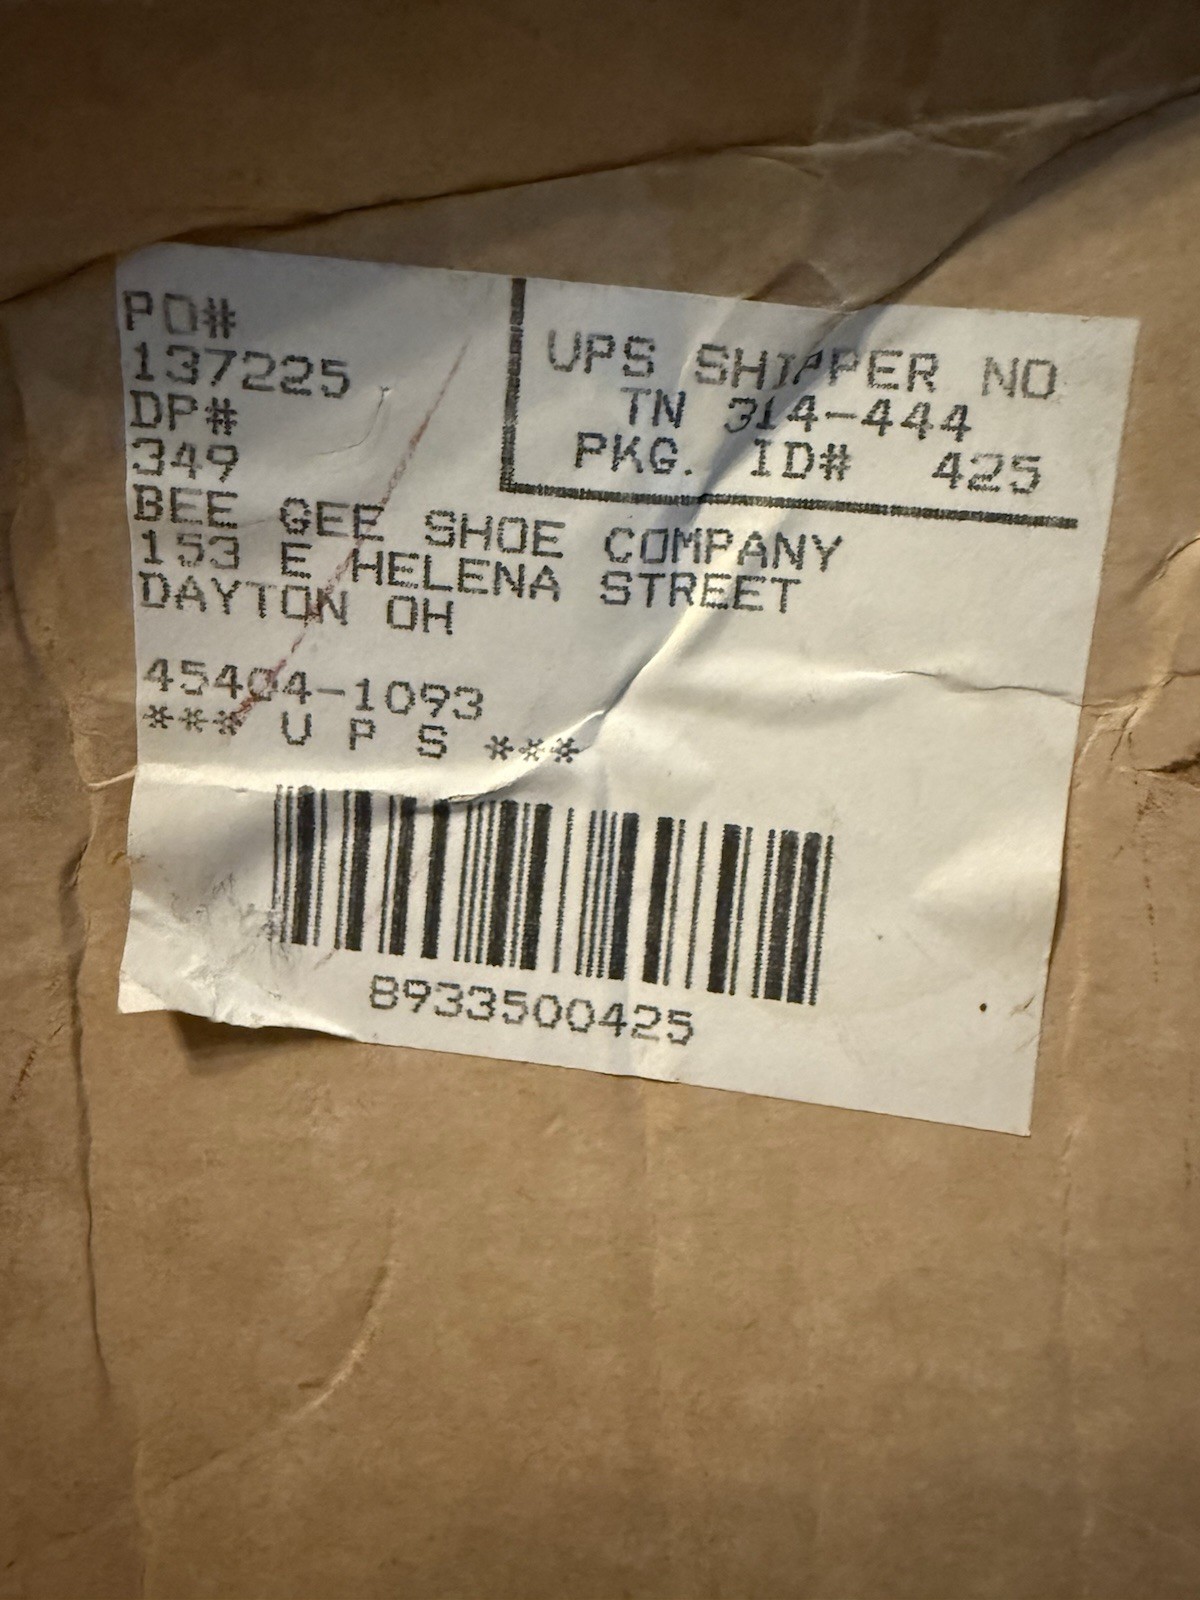 PO#
137225
DP#
349
UPS SHIPPER NO
TN 314-444
PKG. ID# 425
BEE GEE SHOE COMPANY
153 E HELENA STREET
DAYTON OH
45404-1093
*** U P S ***
8933500425